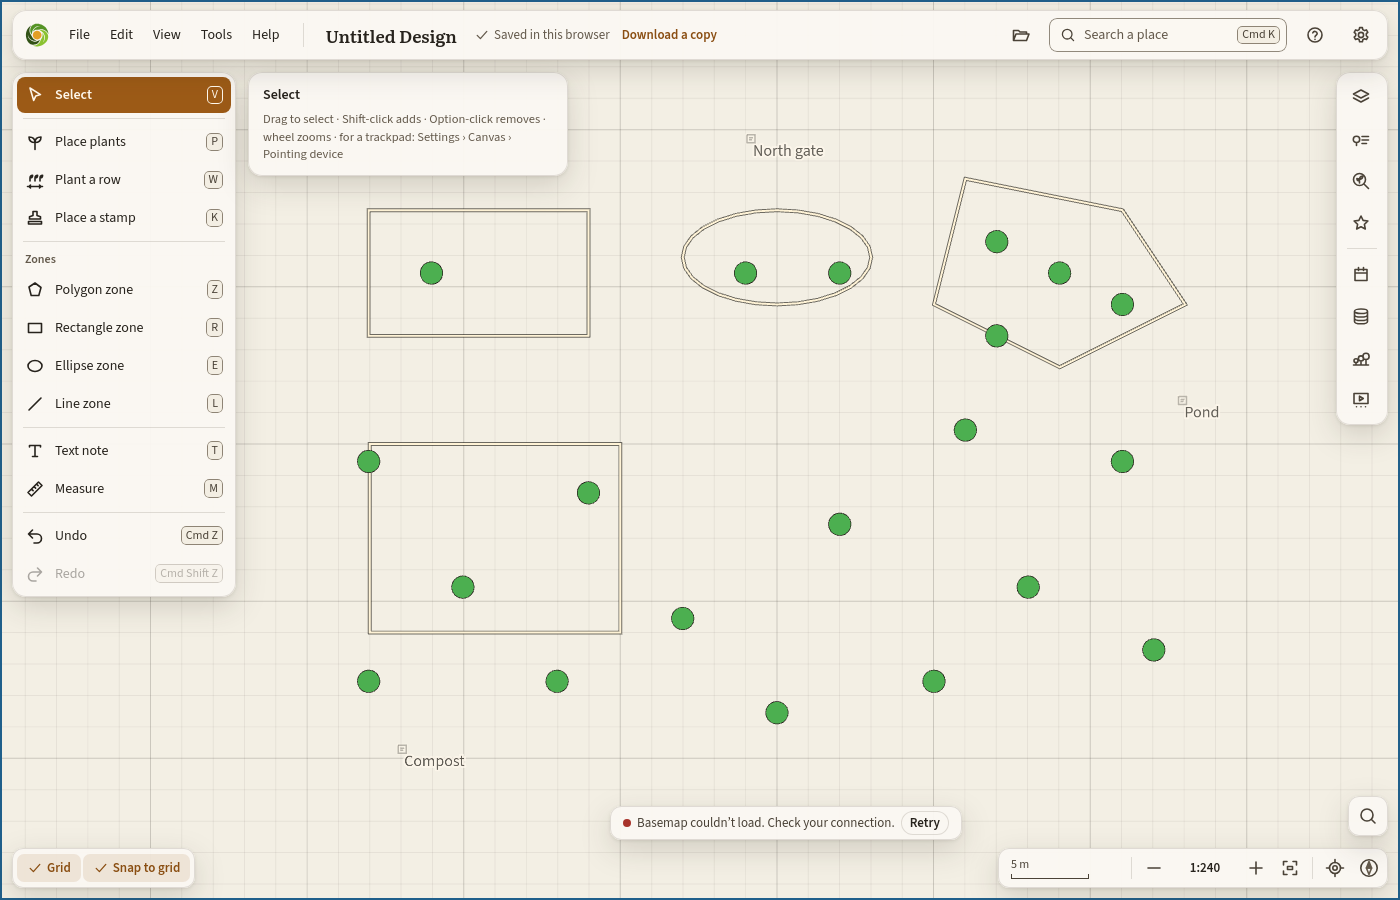 File Edit View Tools Help Untitled Design Saved in this browser Download a copy Search a place Cmd K
Select V
Place plants P
Plant a row W
Place a stamp K
Zones
Polygon zone Z
Rectangle zone R
Ellipse zone E
Line zone L
Text note T
Measure M
Undo Cmd Z
Redo Cmd Shift Z
Select
Drag to select · Shift-click adds · Option-click removes ·
wheel zooms · for a trackpad: Settings › Canvas ›
Pointing device
North gate
Pond
Compost
Basemap couldn't load. Check your connection. Retry
Grid Snap to grid
5 m 1:240